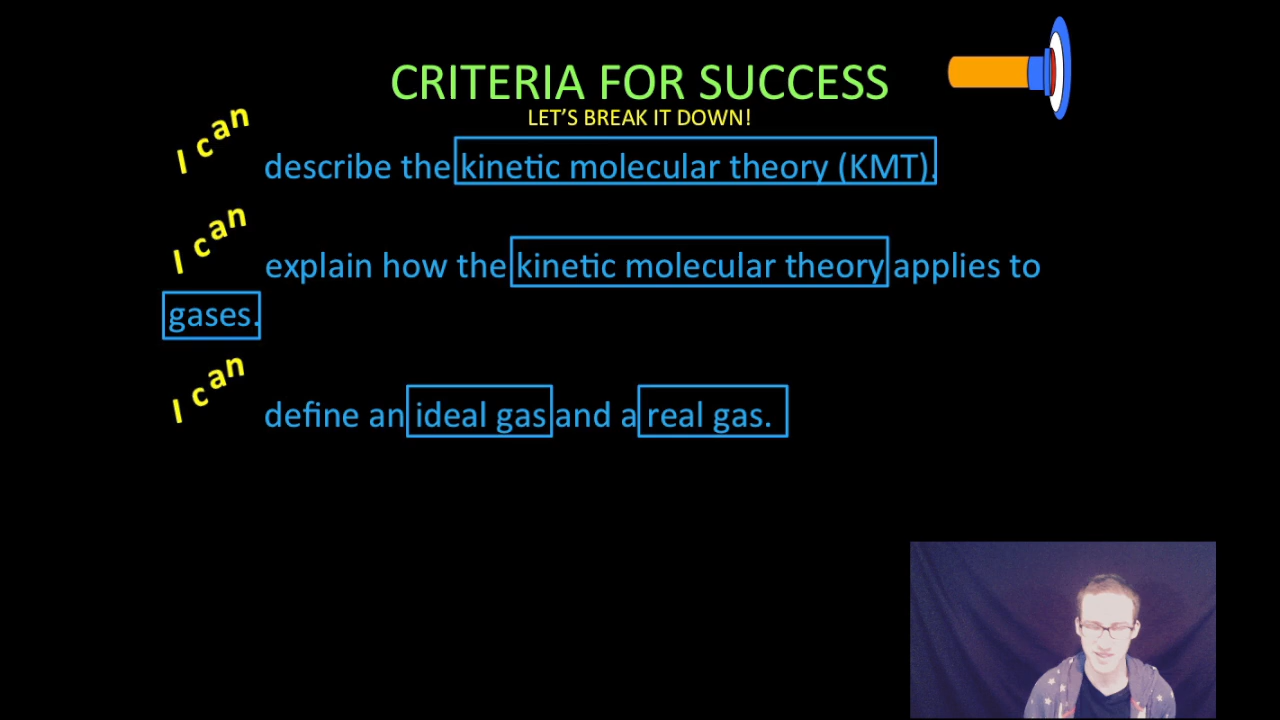 CRITERIA FOR SUCCESS
LET'S BREAK IT DOWN!
I can describe the kinetic molecular theory (KMT).
I can explain how the kinetic molecular theory applies to
gases.
I can define an ideal gas and a real gas.